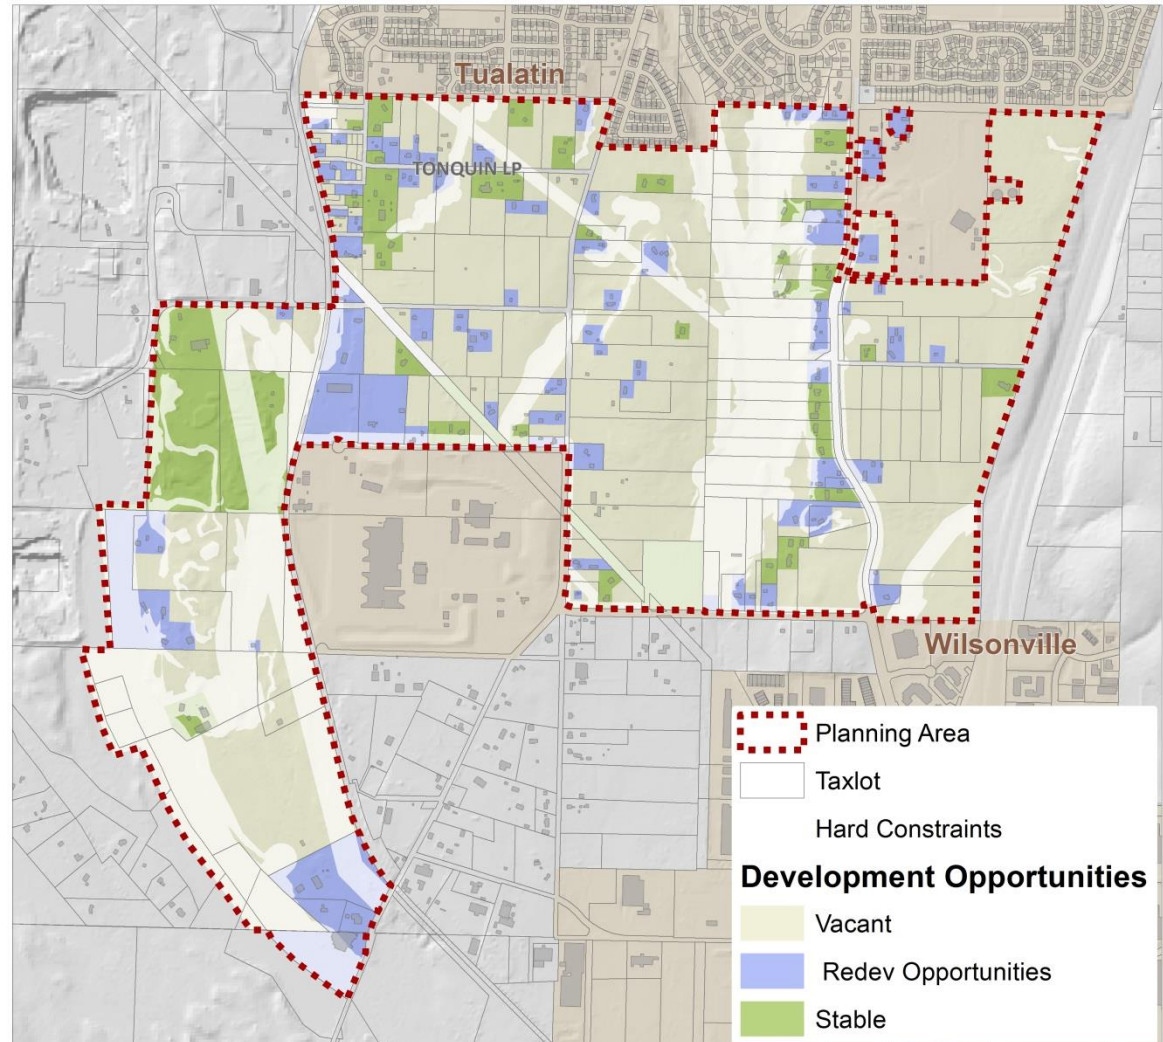 Tualatin
TONQUIN LP
Wilsonville
Planning Area
Taxlot
Hard Constraints
Development Opportunities
Vacant
Redev Opportunities
Stable